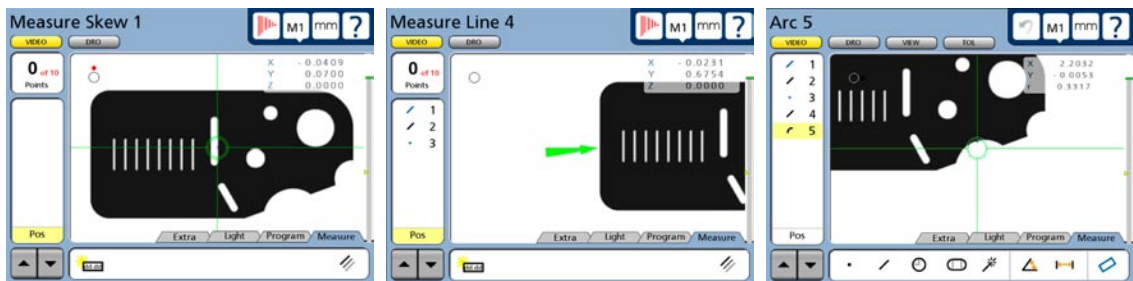 Measure Skew 1
M1 mm ?
VIDEO DRO
0 of 10
Points
X - 0.0409
Y 0.0700
Z 0.0000
Pos
Extra Light Program Measure
Measure Line 4
M1 mm ?
VIDEO DRO
0 of 10
Points
X - 0.0231
Y 0.6754
Z 0.0000
1
2
3
Pos
Extra Light Program Measure
Arc 5
M1 mm ?
VIDEO DRO VIEW TOL
1
2
3
4
5
X 2.2032
Y - 0.0053
r 0.3317
Pos
Extra Light Program Measure